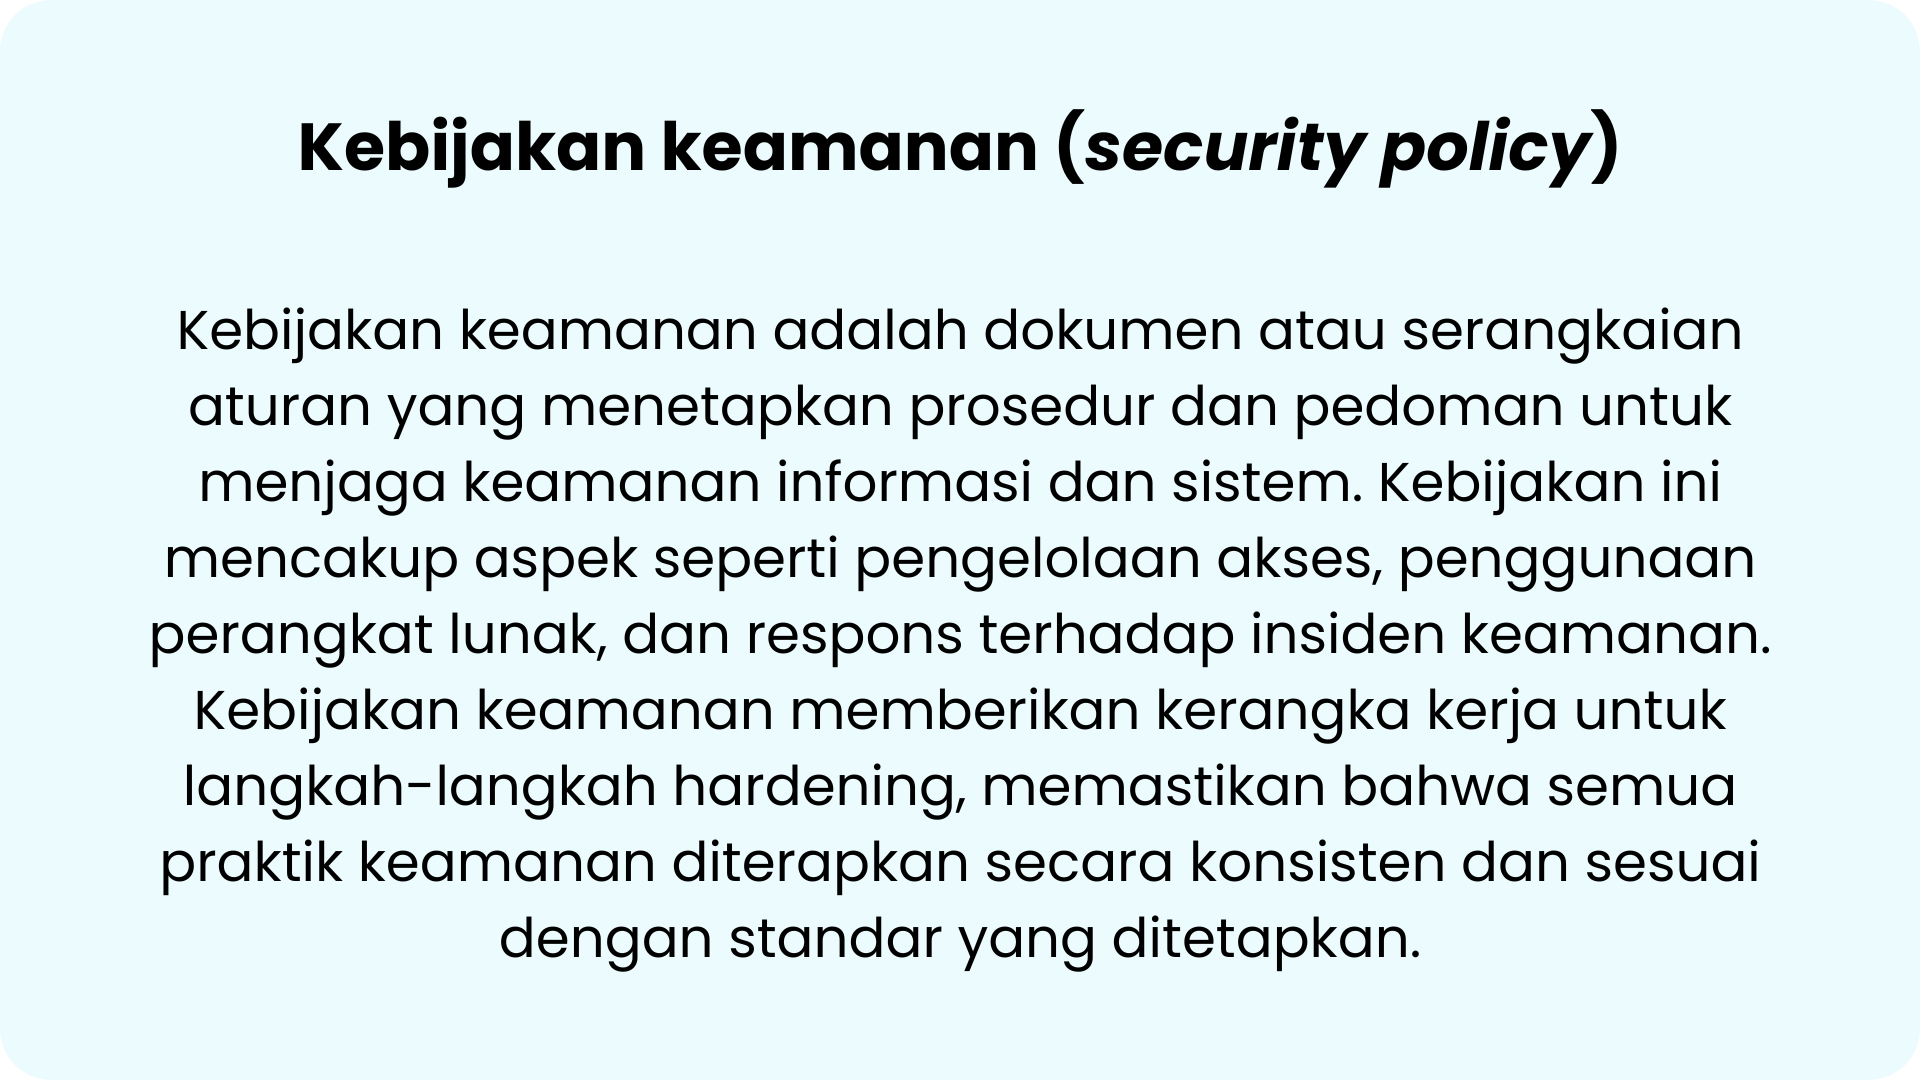 Kebijakan keamanan (security policy)
Kebijakan keamanan adalah dokumen atau serangkaian
aturan yang menetapkan prosedur dan pedoman untuk
menjaga keamanan informasi dan sistem. Kebijakan ini
mencakup aspek seperti pengelolaan akses, penggunaan
perangkat lunak, dan respons terhadap insiden keamanan.
Kebijakan keamanan memberikan kerangka kerja untuk
langkah-langkah hardening, memastikan bahwa semua
praktik keamanan diterapkan secara konsisten dan sesuai
dengan standar yang ditetapkan.